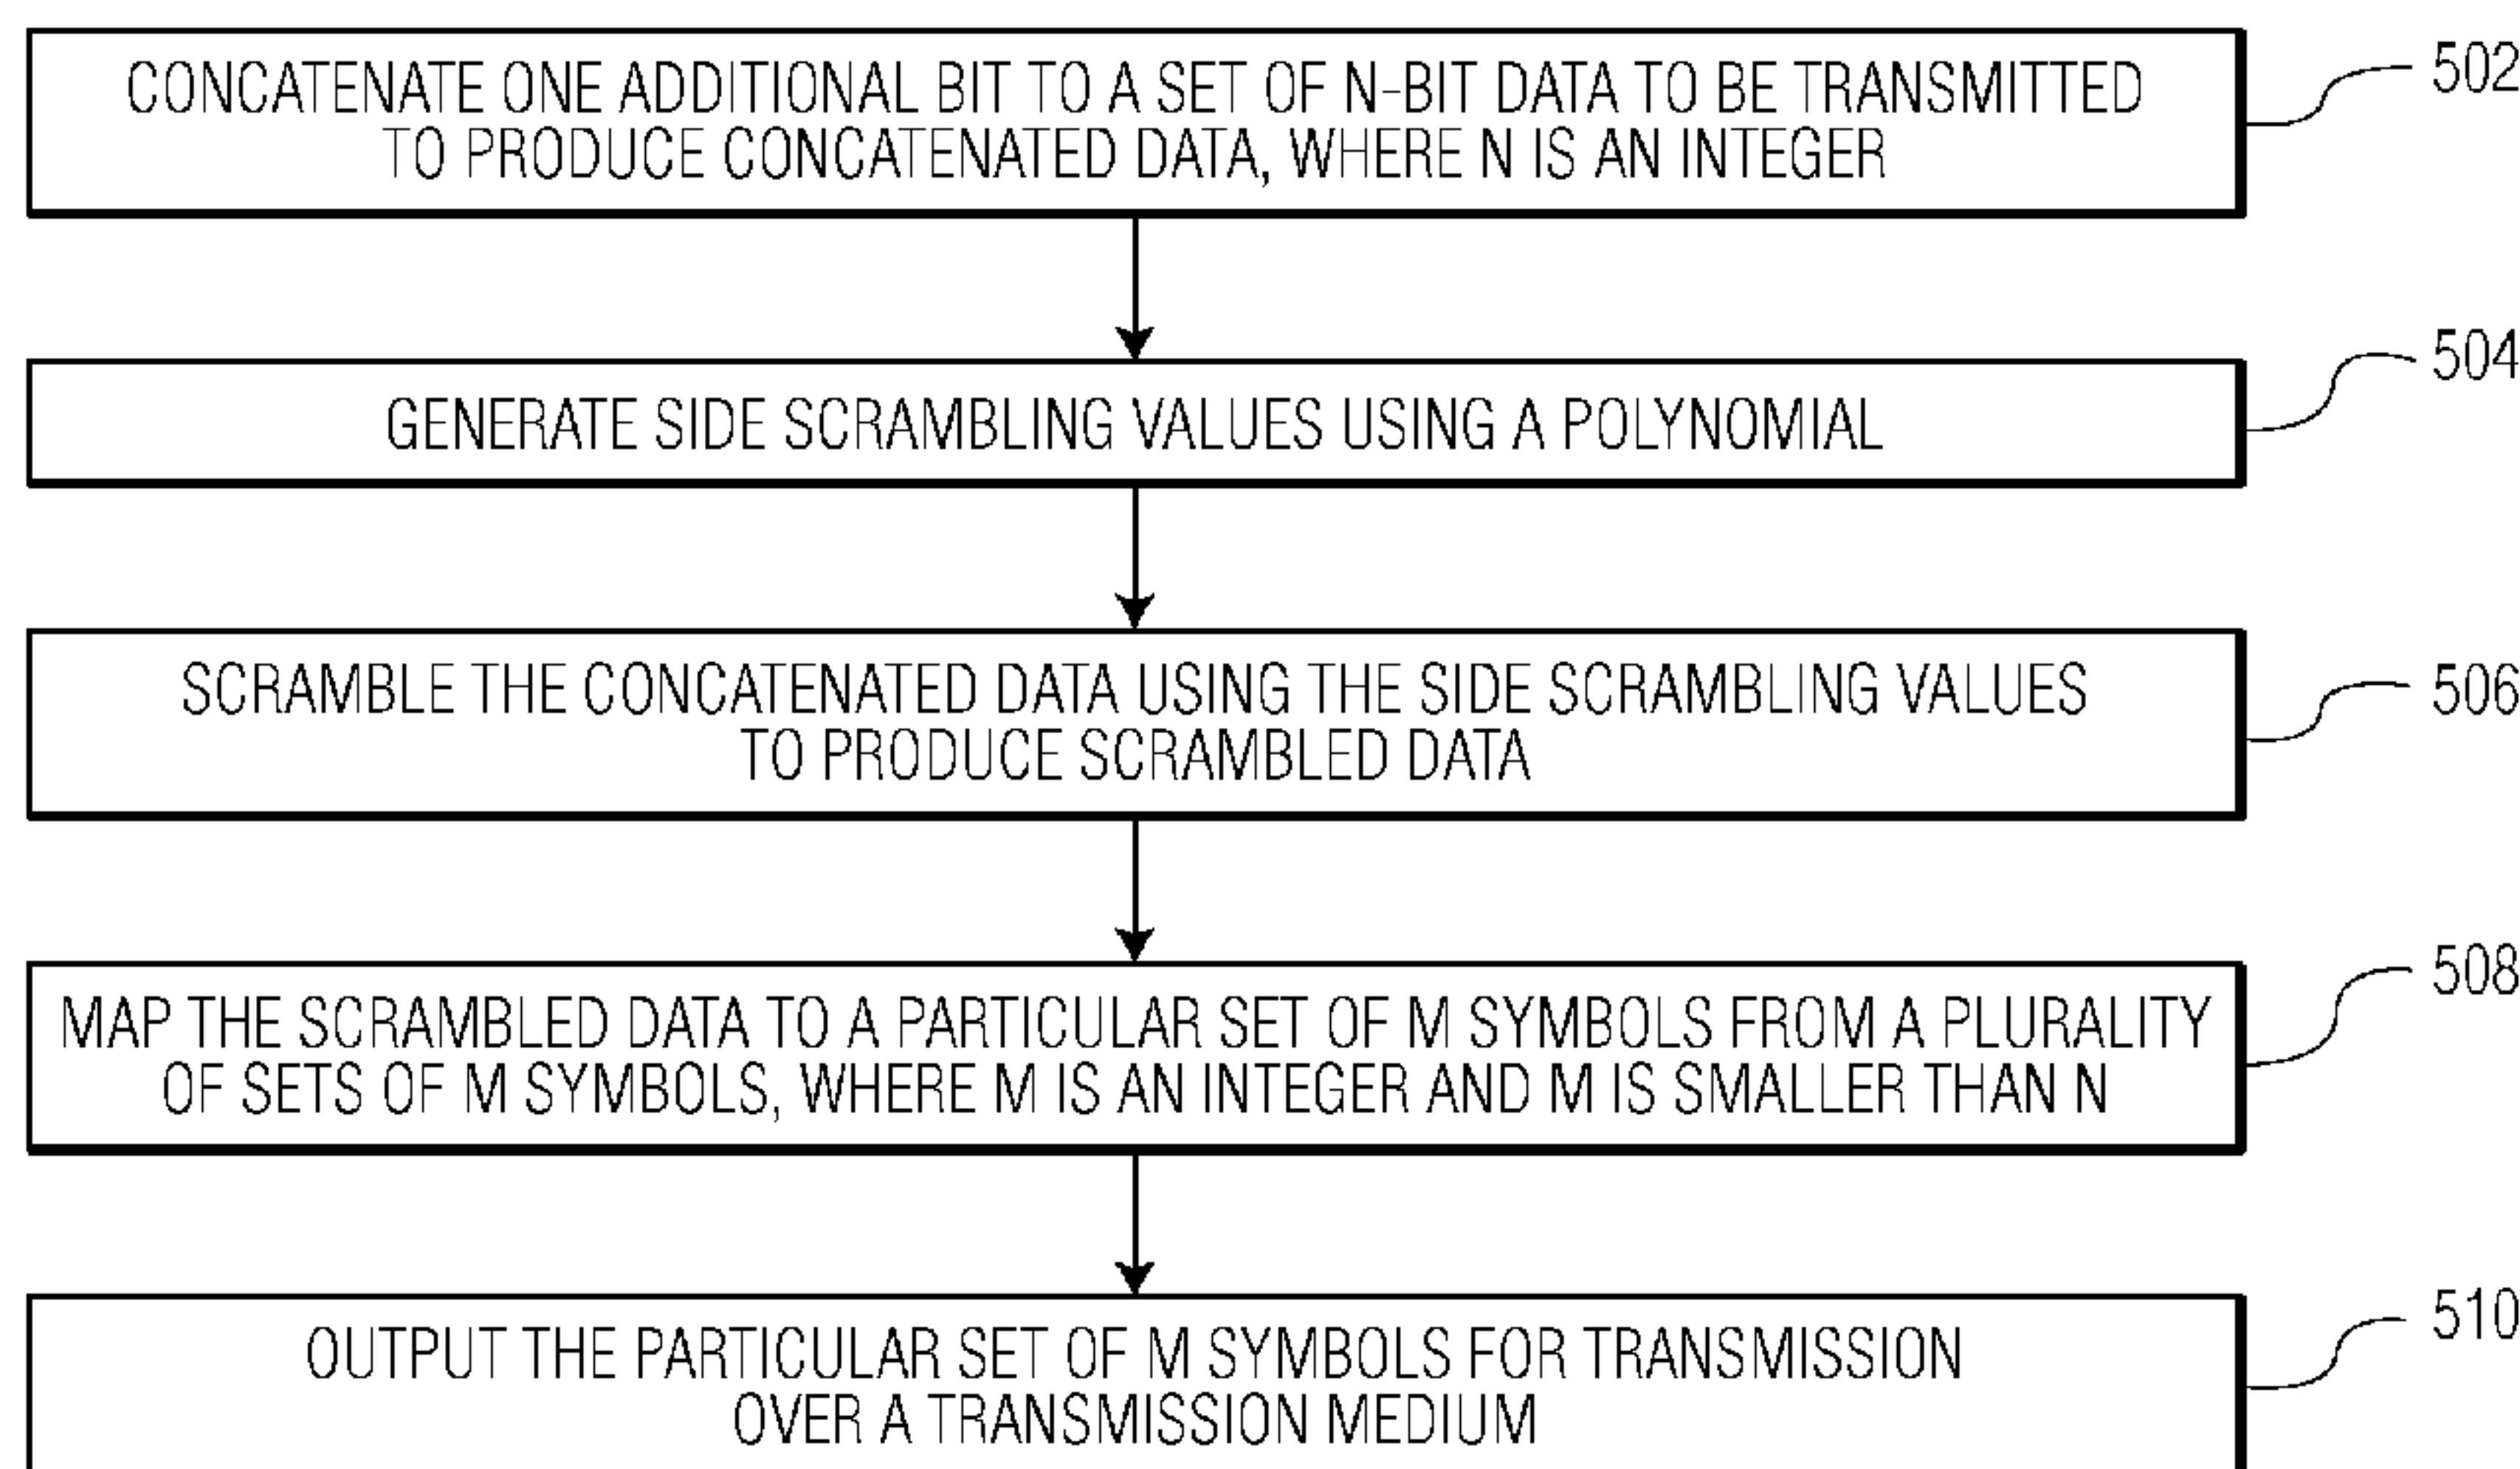 CONCATENATE ONE ADDITIONAL BIT TO A SET OF N-BIT DATA TO BE TRANSMITTED
TO PRODUCE CONCATENATED DATA, WHERE N IS AN INTEGER
502
GENERATE SIDE SCRAMBLING VALUES USING A POLYNOMIAL
504
SCRAMBLE THE CONCATENATED DATA USING THE SIDE SCRAMBLING VALUES
TO PRODUCE SCRAMBLED DATA
506
MAP THE SCRAMBLED DATA TO A PARTICULAR SET OF M SYMBOLS FROM A PLURALITY
OF SETS OF M SYMBOLS, WHERE M IS AN INTEGER AND M IS SMALLER THAN N
508
OUTPUT THE PARTICULAR SET OF M SYMBOLS FOR TRANSMISSION
OVER A TRANSMISSION MEDIUM
510